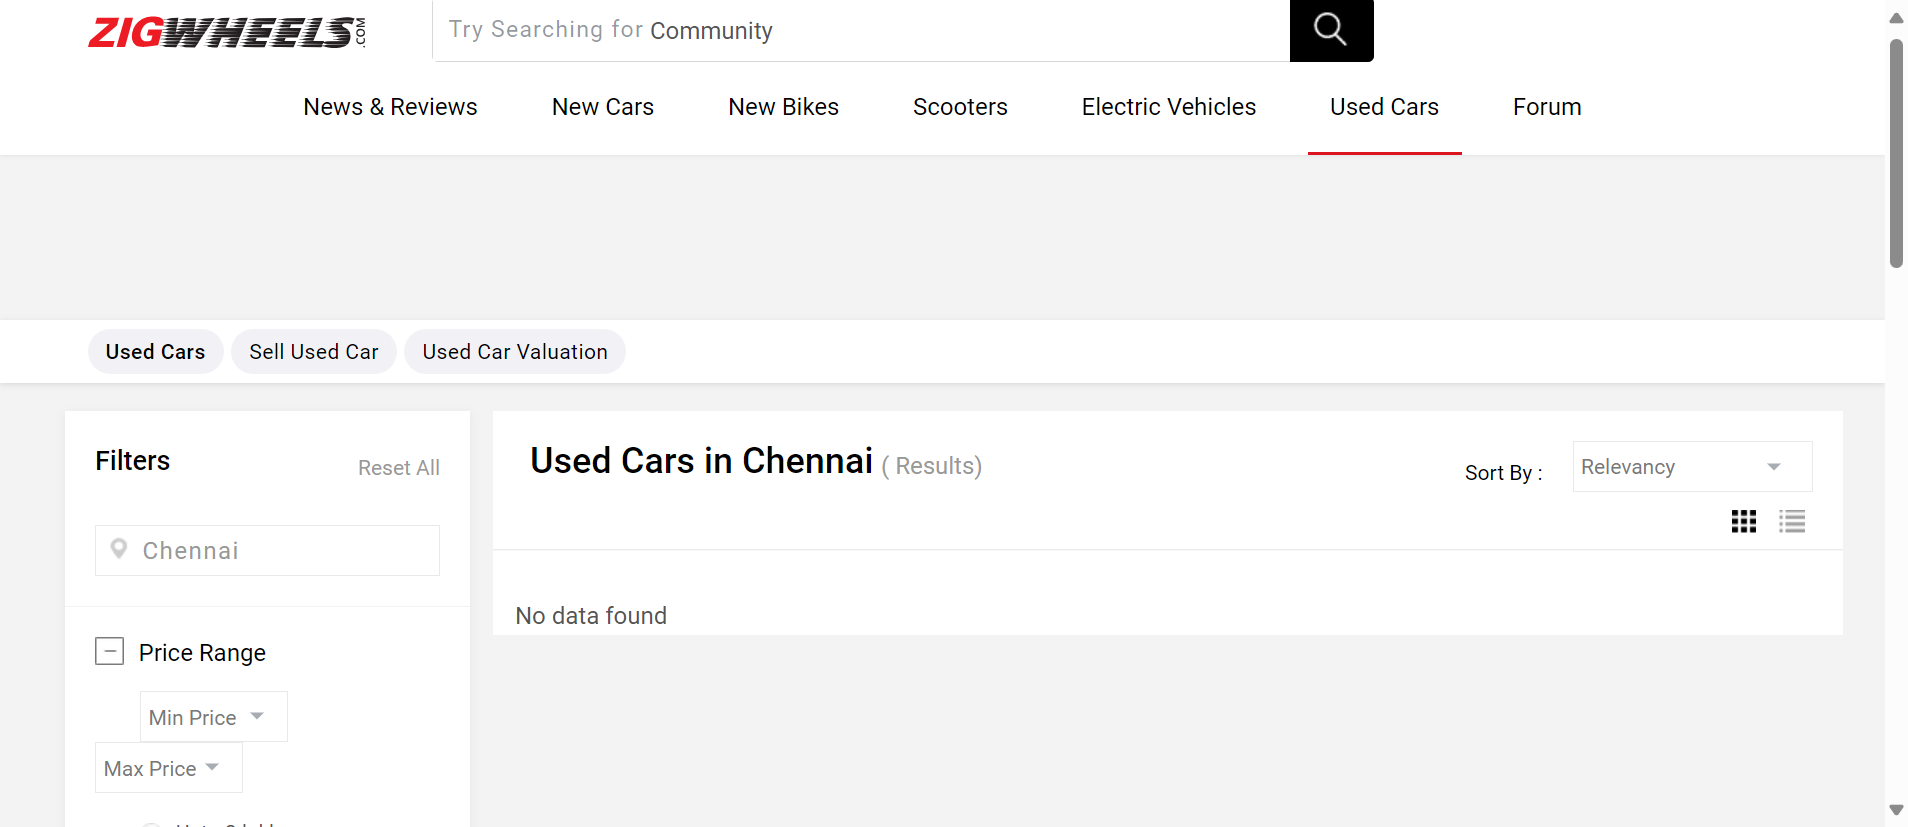 ZIGWHEELS.COM
Try Searching for Community
News & Reviews New Cars New Bikes Scooters Electric Vehicles Used Cars Forum
Used Cars Sell Used Car Used Car Valuation
Filters Reset All
Chennai
Price Range
Min Price
Max Price
Used Cars in Chennai ( Results)
Sort By : Relevancy
No data found